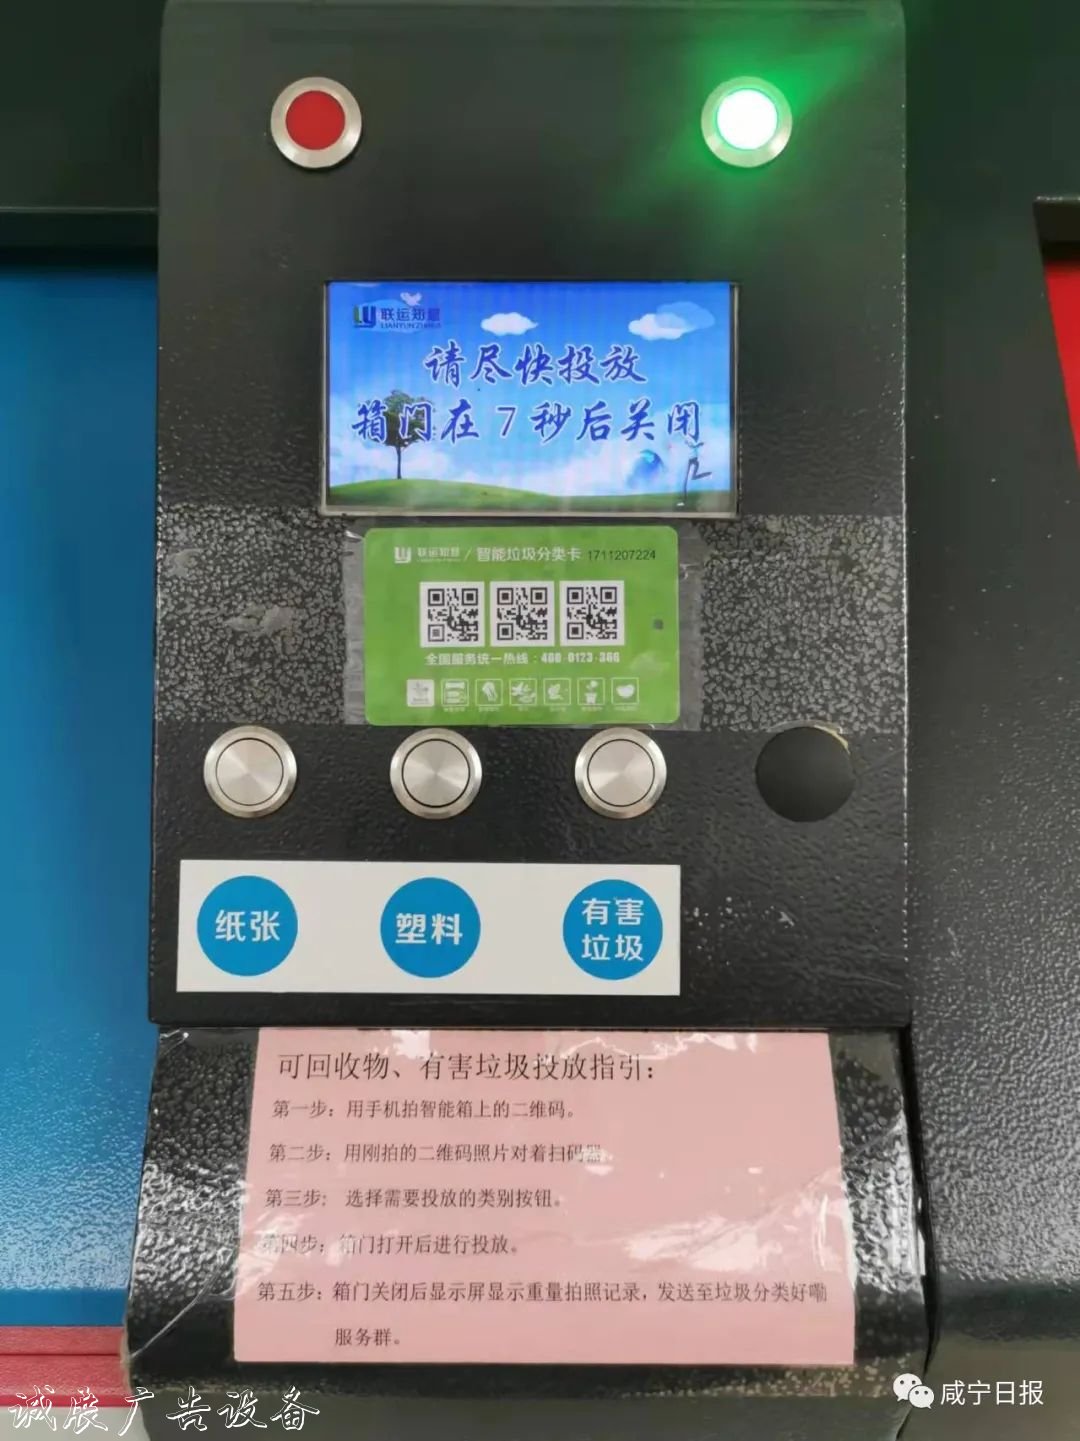 联运知慧
LIANYUNZHIHUI
请尽快投放
箱门在7秒后关闭
联运知慧/智能垃圾分类卡 1711207224
全国服务统一热线：400-0123-366
纸张
塑料
有害
垃圾
可回收物、有害垃圾投放指引：
第一步：用手机拍智能箱上的二维码。
第二步：用刚拍的二维码照片对着扫码器
第三步： 选择需要投放的类别按钮。
第四步：箱门打开后进行投放。
第五步：箱门关闭后显示屏显示重量拍照记录，发送至垃圾分类好嘞
服务群。
诚展广告设备
咸宁日报